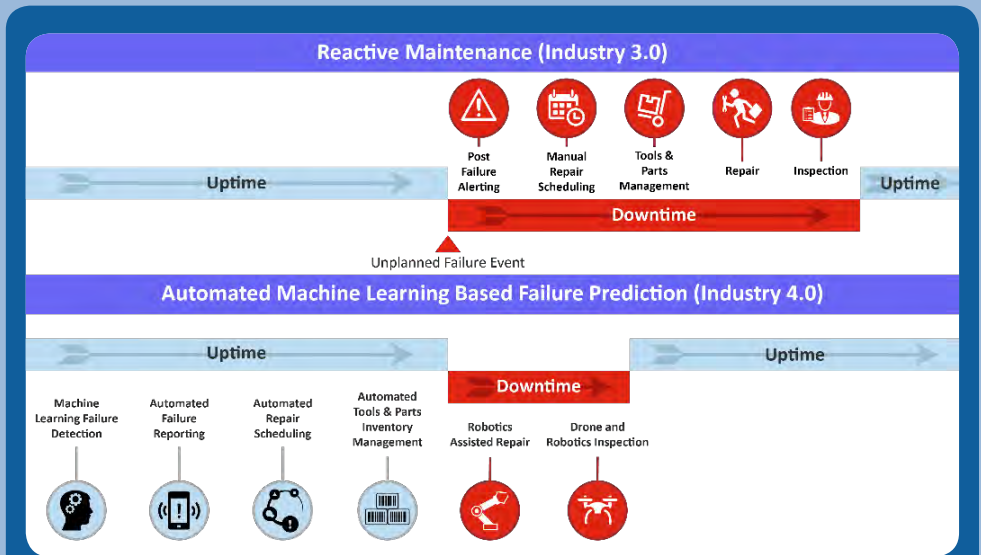 Reactive Maintenance (Industry 3.0)
Post
Failure
Alerting
Manual
Repair
Scheduling
Tools &
Parts
Management
Repair
Inspection
Uptime
Uptime
Downtime
Unplanned Failure Event
Automated Machine Learning Based Failure Prediction (Industry 4.0)
Uptime
Uptime
Downtime
Machine
Learning Failure
Detection
Automated
Failure
Reporting
Automated
Repair
Scheduling
Automated
Tools & Parts
Inventory
Management
Robotics
Assisted Repair
Drone and
Robotics Inspection